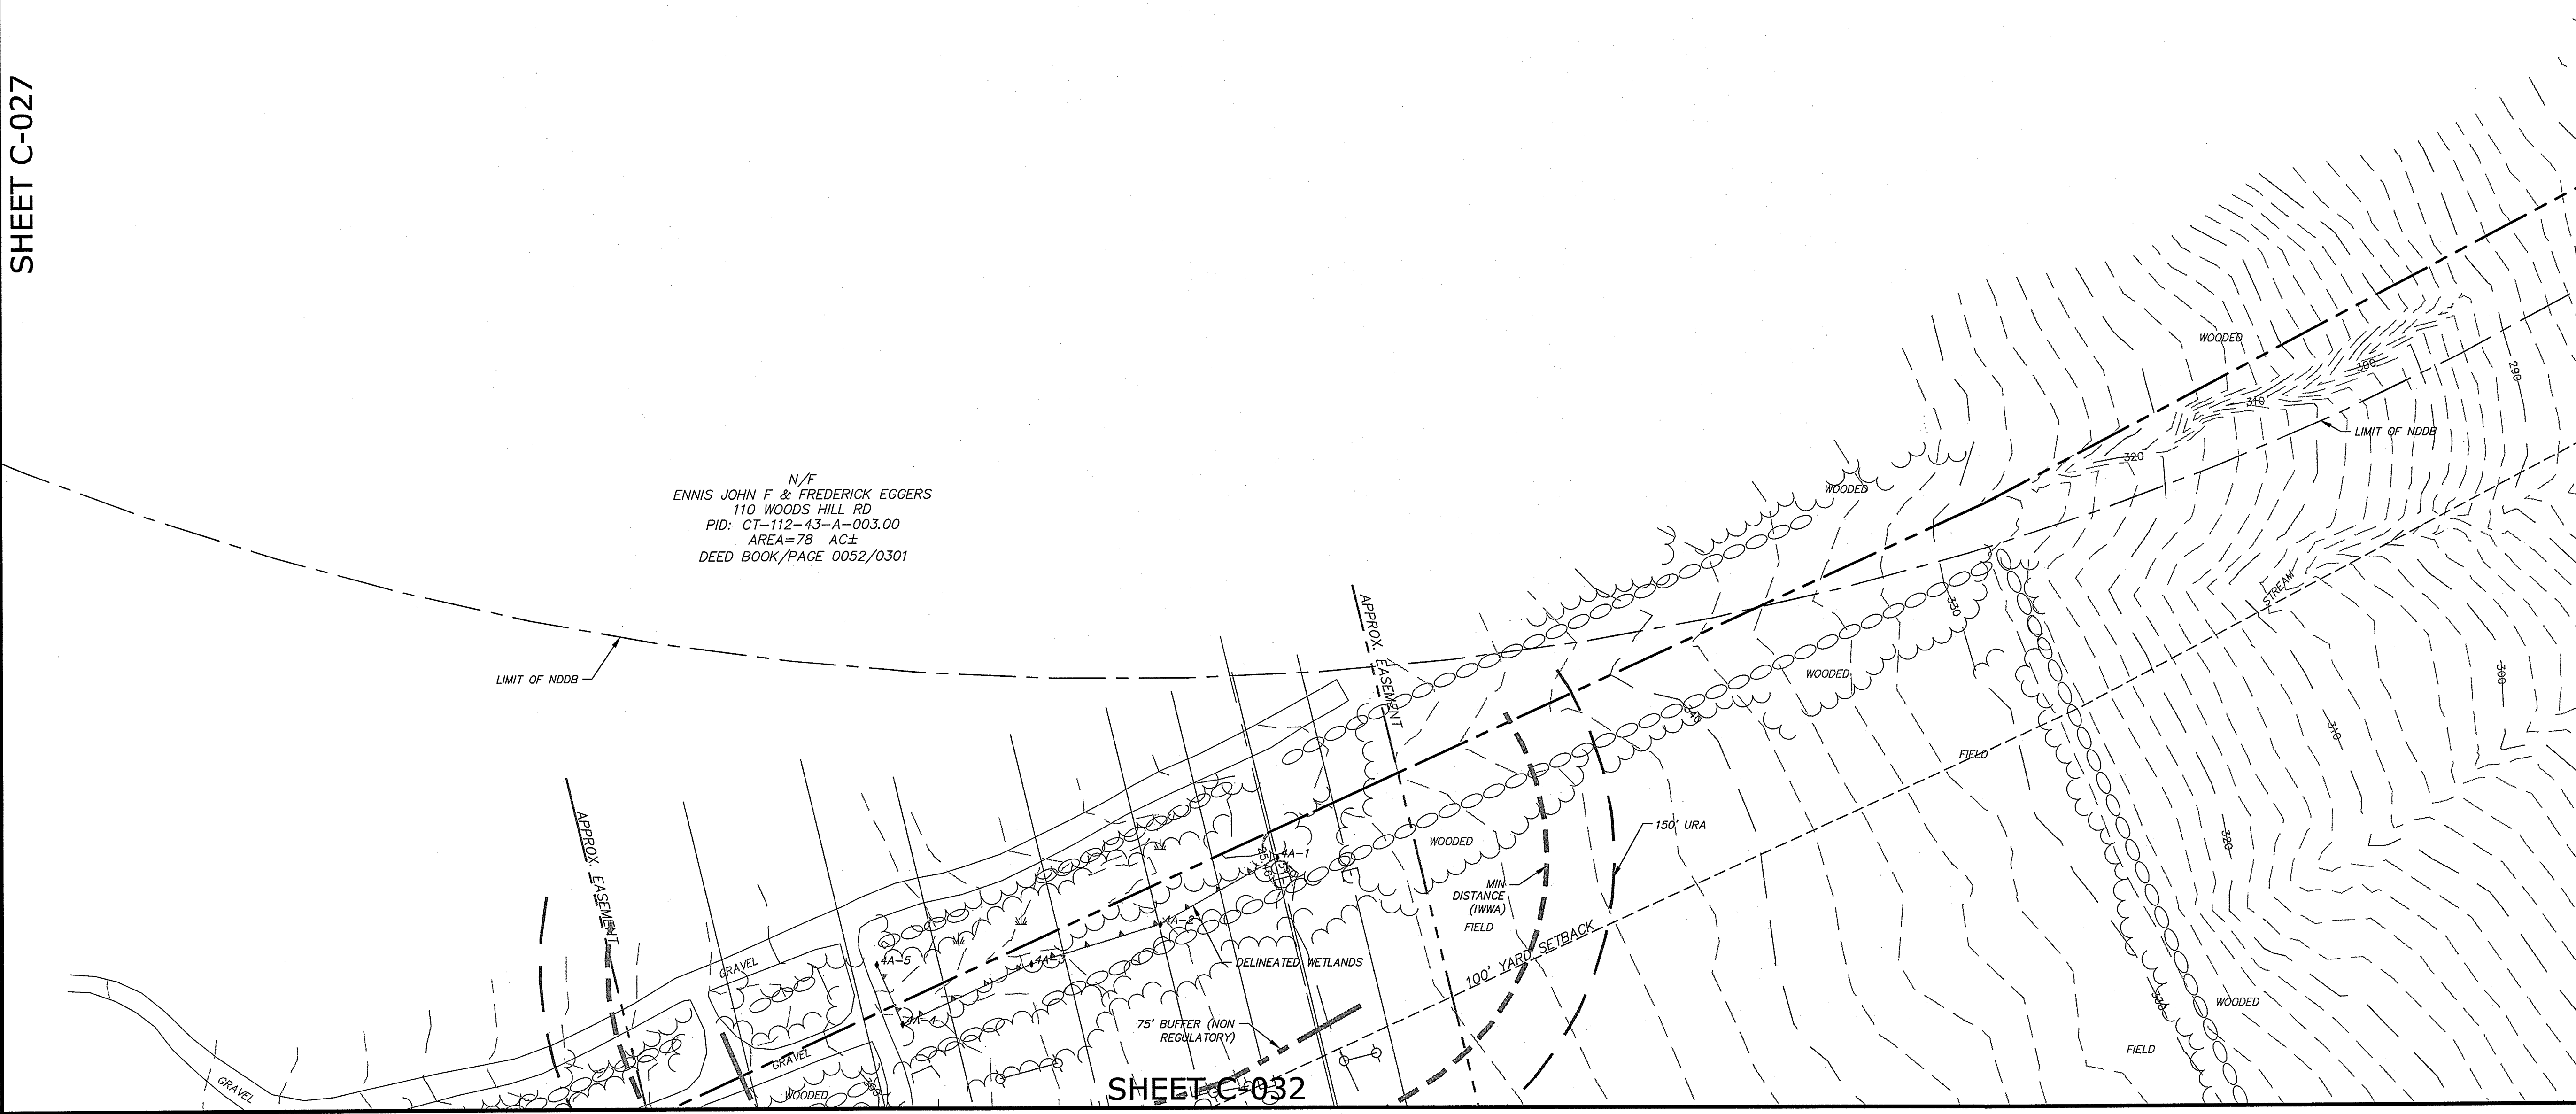 SHEET C-027
N/F
ENNIS JOHN F & FREDERICK EGGERS
110 WOODS HILL RD
PID: CT-112-43-A-003.00
AREA=78 AC±
DEED BOOK/PAGE 0052/0301
LIMIT OF NDDB
APPROX. EASEMENT
APPROX. EASEMENT
WOODED
300
290
310
LIMIT OF NDDB
320
WOODED
STREAM
330
WOODED
340
300
310
FIELD
320
150' URA
WOODED
4A-1
MIN
DISTANCE
(IWWA)
FIELD
4A-2
100' YARD SETBACK
DELINEATED WETLANDS
4A-3
4A-5
GRAVEL
4A-4
75' BUFFER (NON
REGULATORY)
330
WOODED
FIELD
GRAVEL
GRAVEL
WOODED
SHEET C-032